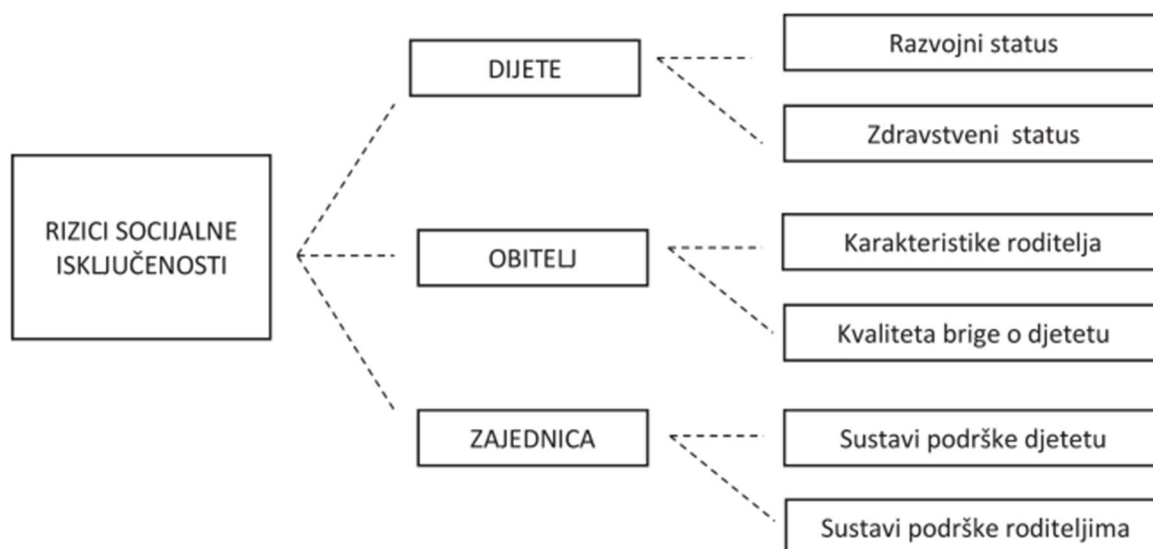 RIZICI SOCIJALNE
ISKLJUČENOSTI
DIJETE
Razvojni status
Zdravstveni status
OBITELJ
Karakteristike roditelja
Kvaliteta brige o djetetu
ZAJEDNICA
Sustavi podrške djetetu
Sustavi podrške roditeljima